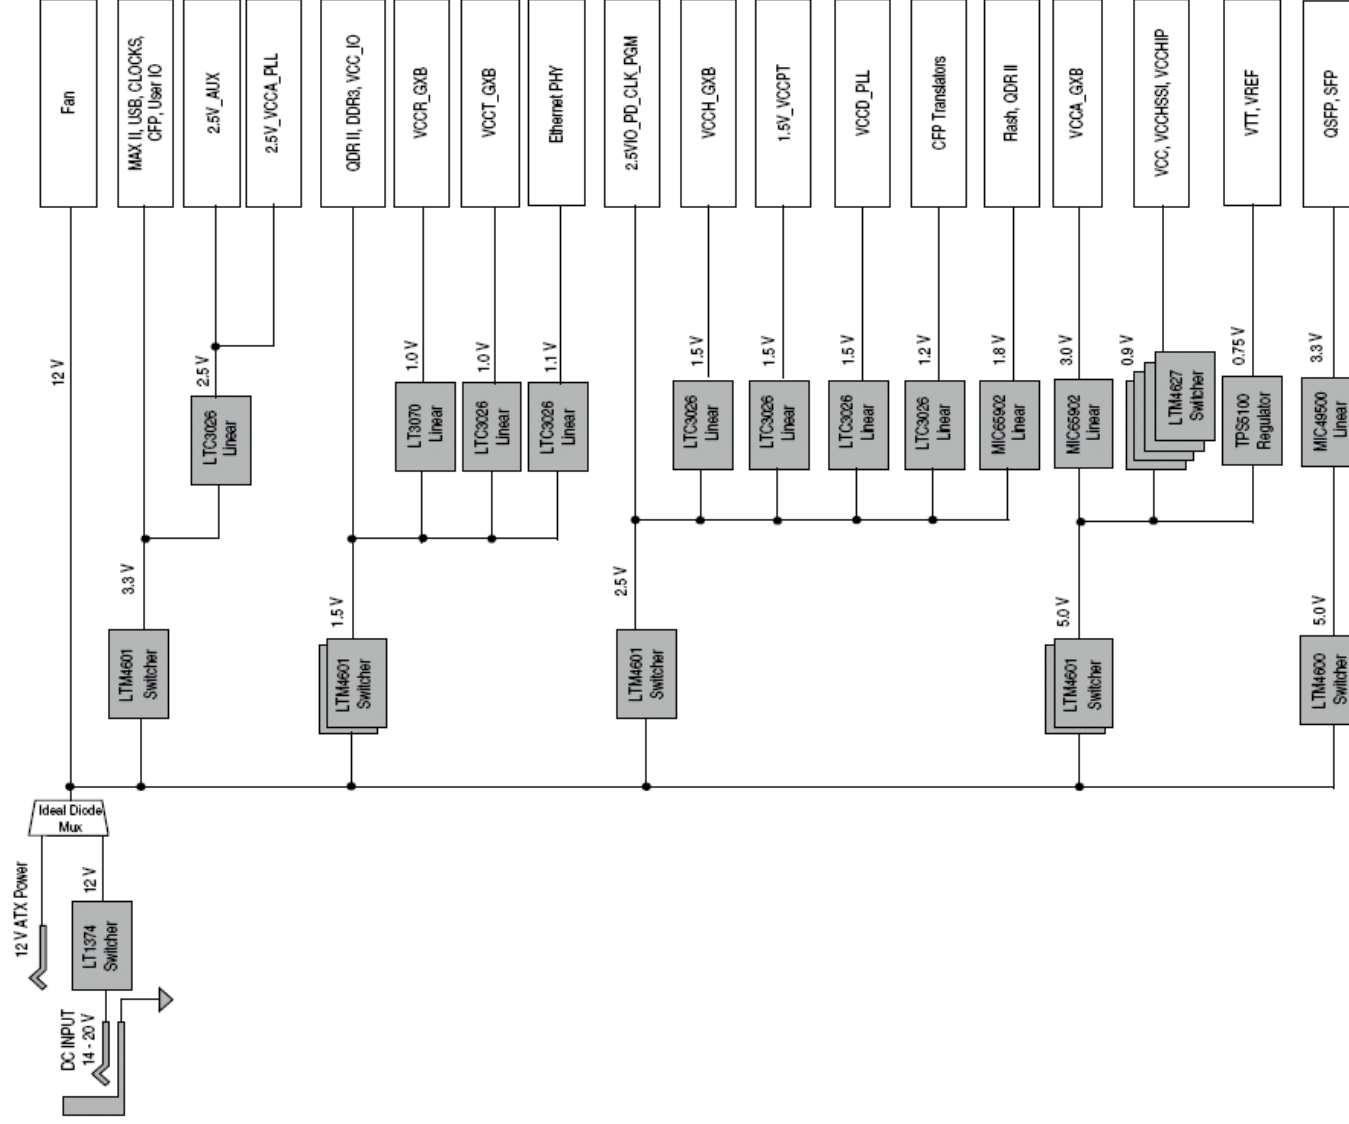 Fan
MAX II, USB, CLOCKS,
CFP, User IO
2.5V_AUX
2.5V_VCCA_PLL
QDR II, DDR3, VCC_IO
VCCR_GXB
VCCT_GXB
Ethernet PHY
2.5VIO_PD_CLK_PGM
VCCH_GXB
1.5V_VCCPT
VCCD_PLL
CFP Translators
Flash, QDR II
VCCA_GXB
VCC, VCCHSSI, VCCHIP
VTT, VREF
QSFP, SFP
12 V
2.5 V
1.0 V
1.0 V
1.1 V
1.5 V
1.5 V
1.5 V
1.2 V
1.8 V
3.0 V
0.9 V
0.75 V
3.3 V
LTC3026
Linear
LT3070
Linear
LTC3026
Linear
LTC3026
Linear
LTC3026
Linear
LTC3026
Linear
LTC3026
Linear
LTC3026
Linear
MIC65902
Linear
MIC65902
Linear
LTM4627
Switcher
TPS5100
Regulator
MIC49500
Linear
3.3 V
1.5 V
2.5 V
5.0 V
5.0 V
LTM4601
Switcher
LTM4601
Switcher
LTM4601
Switcher
LTM4601
Switcher
LTM4600
Switcher
Ideal Diode
Mux
12 V ATX Power
12 V
LT1374
Switcher
DC INPUT
14 - 20 V